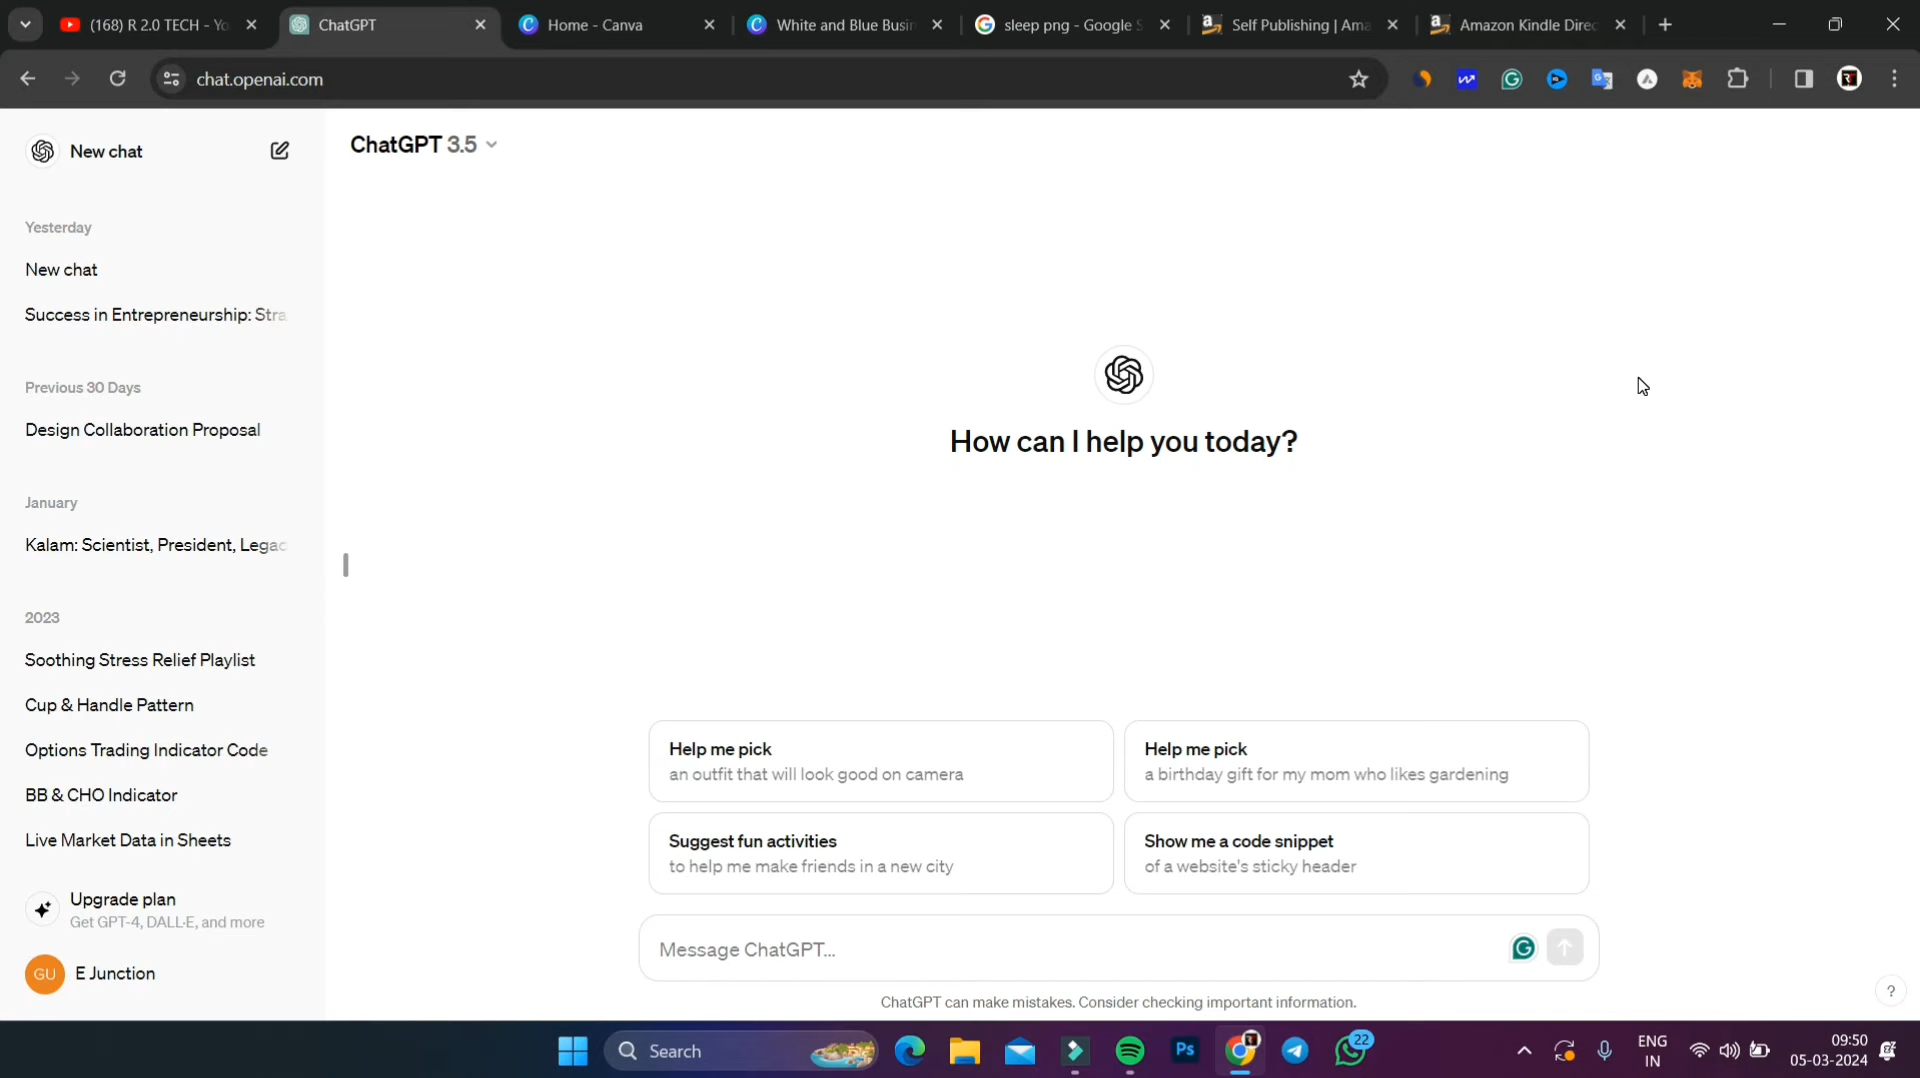 (168) R 2.0 TECH - Yo
ChatGPT
Home - Canva
White and Blue Busin
sleep png - Google S
Self Publishing | Ama
Amazon Kindle Direc
chat.openai.com
New chat
ChatGPT 3.5
Yesterday
New chat
Success in Entrepreneurship: Stra
Previous 30 Days
Design Collaboration Proposal
January
Kalam: Scientist, President, Legac
2023
Soothing Stress Relief Playlist
Cup & Handle Pattern
Options Trading Indicator Code
BB & CHO Indicator
Live Market Data in Sheets
Upgrade plan
Get GPT-4, DALL·E, and more
GU
E Junction
How can I help you today?
Help me pick
an outfit that will look good on camera
Help me pick
a birthday gift for my mom who likes gardening
Suggest fun activities
to help me make friends in a new city
Show me a code snippet
of a website's sticky header
Message ChatGPT...
ChatGPT can make mistakes. Consider checking important information.
?
Search
Ps
22
ENG
IN
09:50
05-03-2024